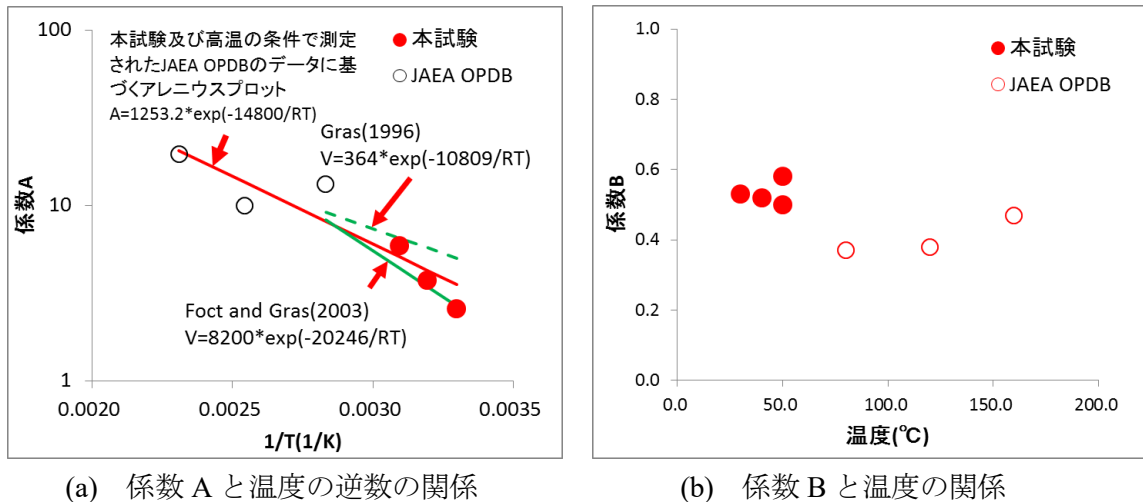 100
10
1
係数A
本試験及び高温の条件で測定
されたJAEA OPDBのデータに基
づくアレニウスプロット
A=1253.2*exp(-14800/RT)
本試験
JAEA OPDB
Gras(1996)
V=364*exp(-10809/RT)
Foct and Gras(2003)
V=8200*exp(-20246/RT)
0.0020 0.0025 0.0030 0.0035
1/T(1/K)
(a) 係数 A と温度の逆数の関係
1.0
0.8
0.6
0.4
0.2
0.0
係数B
本試験
JAEA OPDB
0.0 50.0 100.0 150.0 200.0
温度(℃)
(b) 係数 B と温度の関係